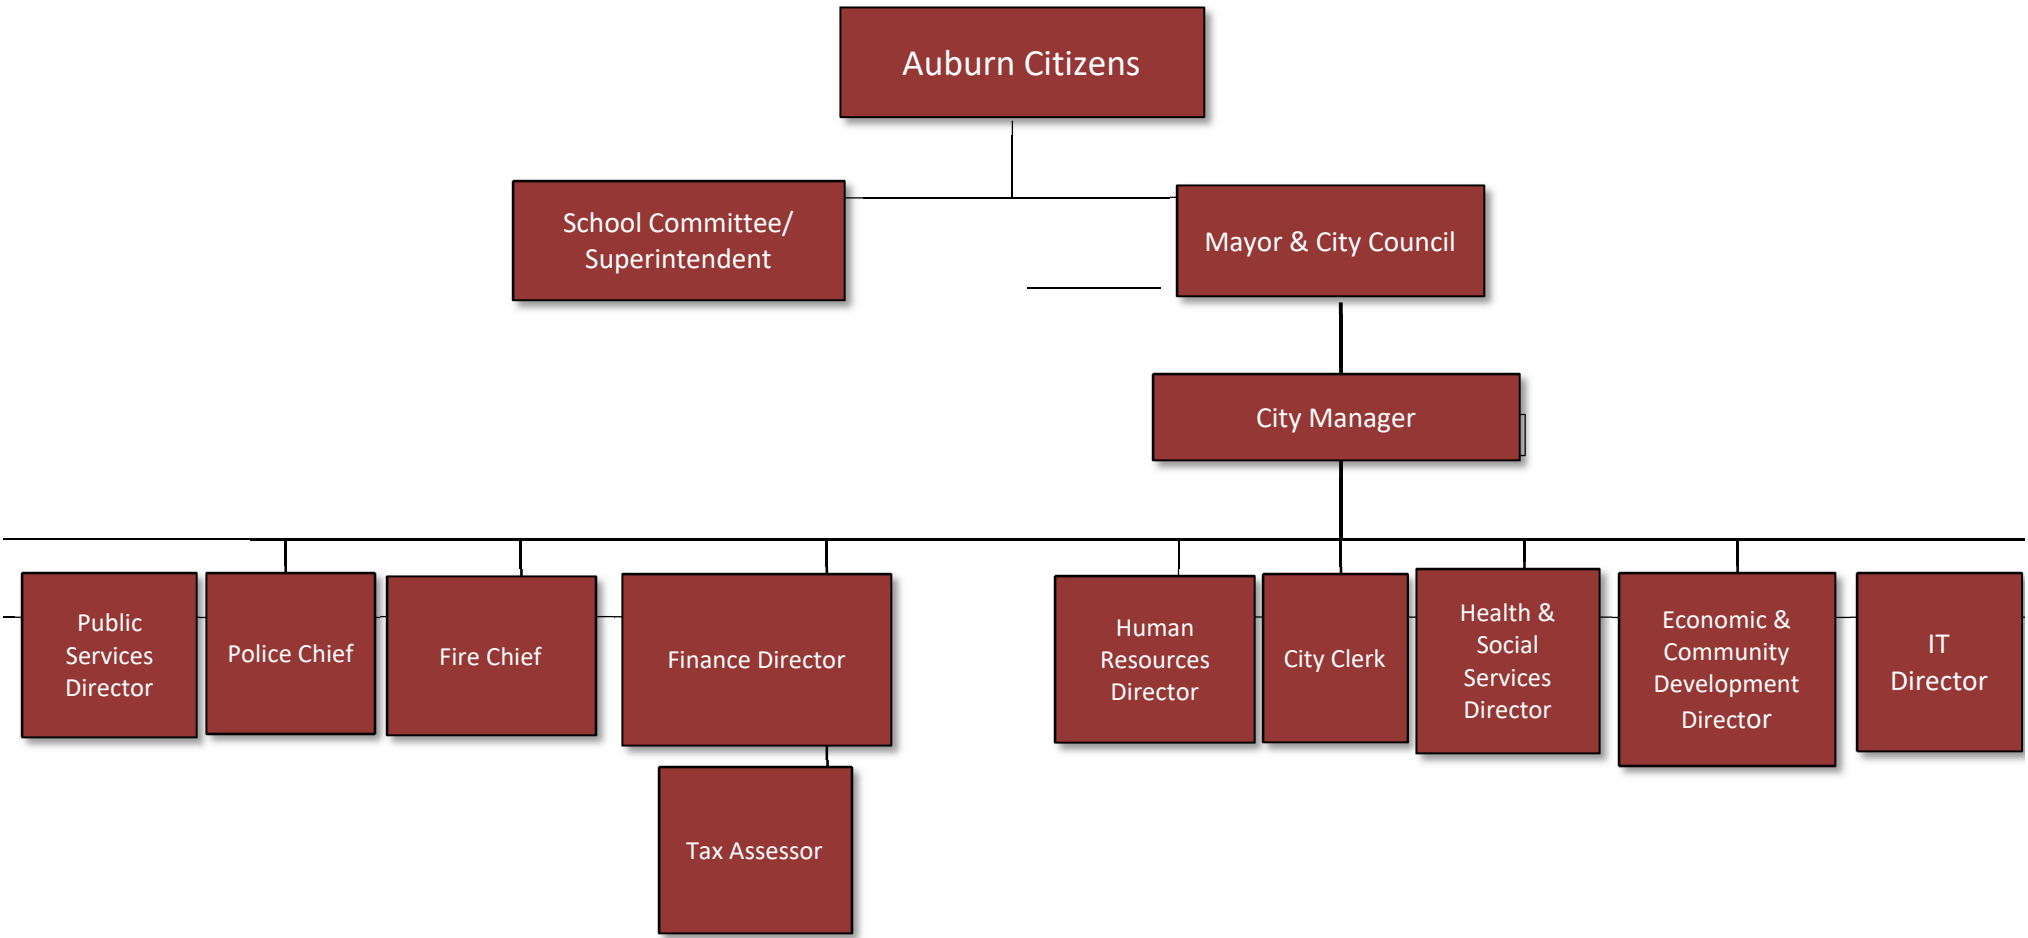 Auburn Citizens
School Committee/
Superintendent
Mayor & City Council
City Manager
Public
Services
Director
Police Chief
Fire Chief
Finance Director
Human
Resources
Director
City Clerk
Health &
Social
Services
Director
Economic &
Community
Development
Director
IT
Director
Tax Assessor